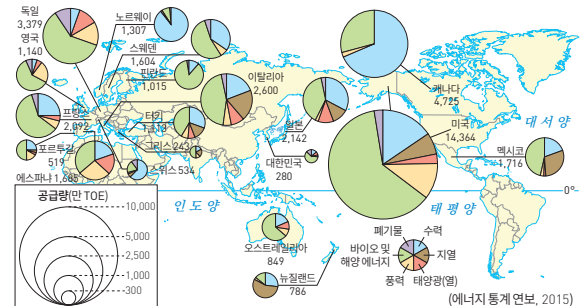 독일
3,379
영국
1,140
노르웨이
1,307
스웨덴
1,604
핀란드
1,015
이탈리아
2,600
프랑스
2,092
터키
1,113
그리스 243
포르투갈
519
에스파냐 1,685
스위스 534
일본
2,142
대한민국
280
캐나다
4,725
미국
14,364
멕시코
1,716
대서양
0°
태평양
인도양
오스트레일리아
849
뉴질랜드
786
공급량(만 TOE)
10,000
5,000
2,500
1,000
300
폐기물
수력
바이오 및
해양 에너지
지열
풍력
태양광(열)
(에너지 통계 연보, 2015)